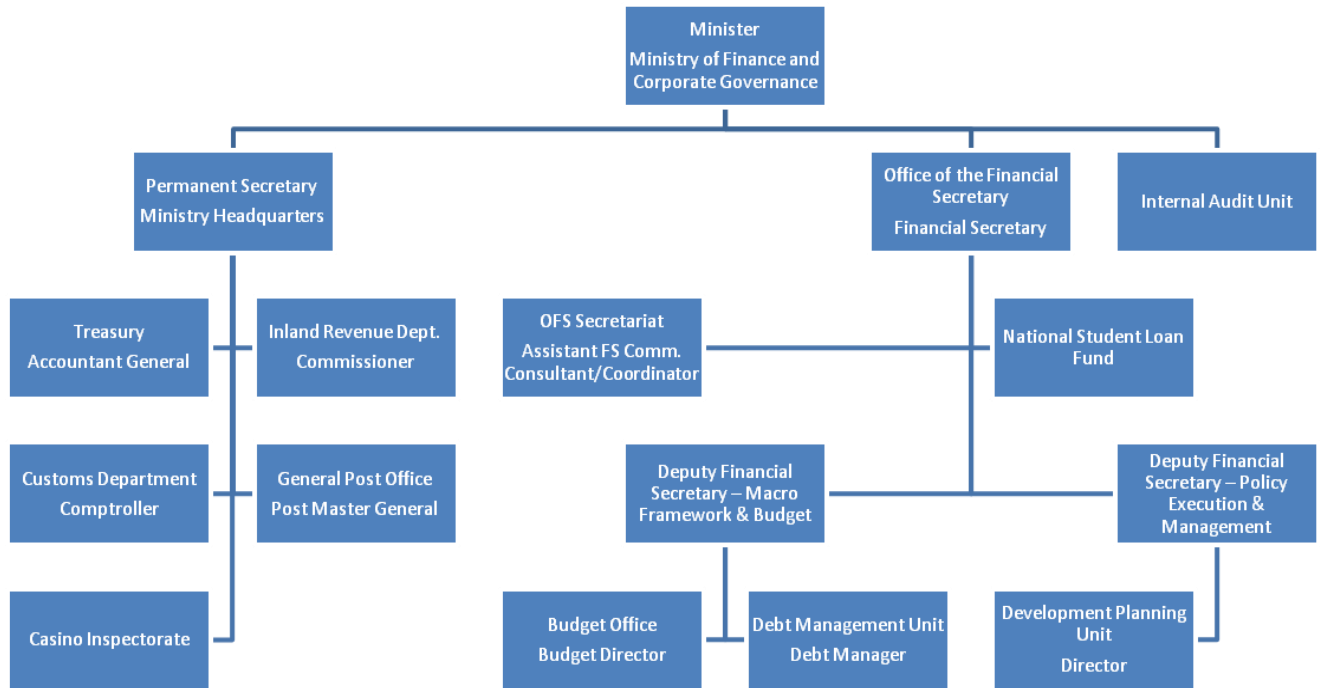 Minister
Ministry of Finance and
Corporate Governance
Permanent Secretary
Ministry Headquarters
Office of the Financial
Secretary
Financial Secretary
Internal Audit Unit
Treasury
Accountant General
Inland Revenue Dept.
Commissioner
OFS Secretariat
Assistant FS Comm.
Consultant/Coordinator
National Student Loan
Fund
Customs Department
Comptroller
General Post Office
Post Master General
Deputy Financial
Secretary – Macro
Framework & Budget
Deputy Financial
Secretary – Policy
Execution &
Management
Casino Inspectorate
Budget Office
Budget Director
Debt Management Unit
Debt Manager
Development Planning
Unit
Director